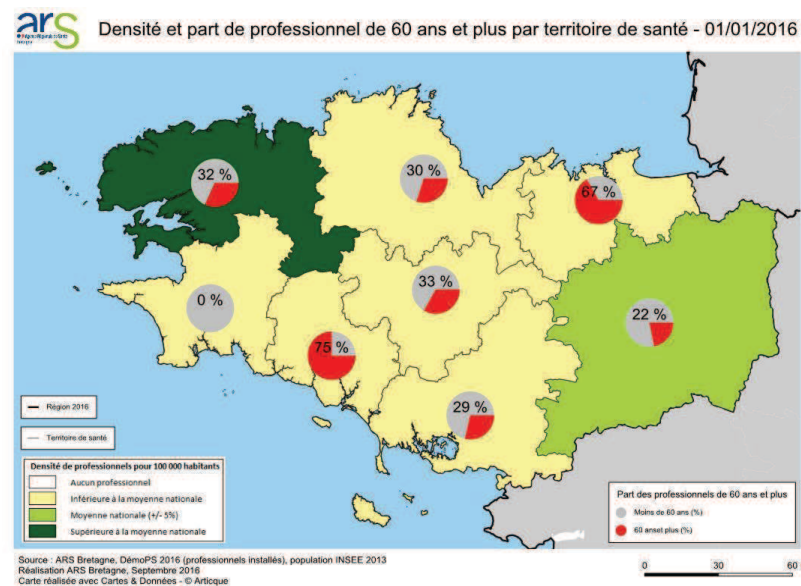 ars
Densité et part de professionnel de 60 ans et plus par territoire de santé - 01/01/2016
32 %
30 %
67 %
33 %
0 %
22 %
75 %
29 %
Région 2016
Territoire de santé
Densité de professionnels pour 100 000 habitants
Aucun professionnel
Inférieure à la moyenne nationale
Moyenne nationale (+/- 5%)
Supérieure à la moyenne nationale
Part des professionnels de 60 ans et plus
Moins de 60 ans (%)
60 anset plus (%)
Source : ARS Bretagne, DémoPS 2016 (professionnels installés), population INSEE 2013
Réalisation ARS Bretagne, Septembre 2016
Carte réalisée avec Cartes & Données - © Articque
0 30 60